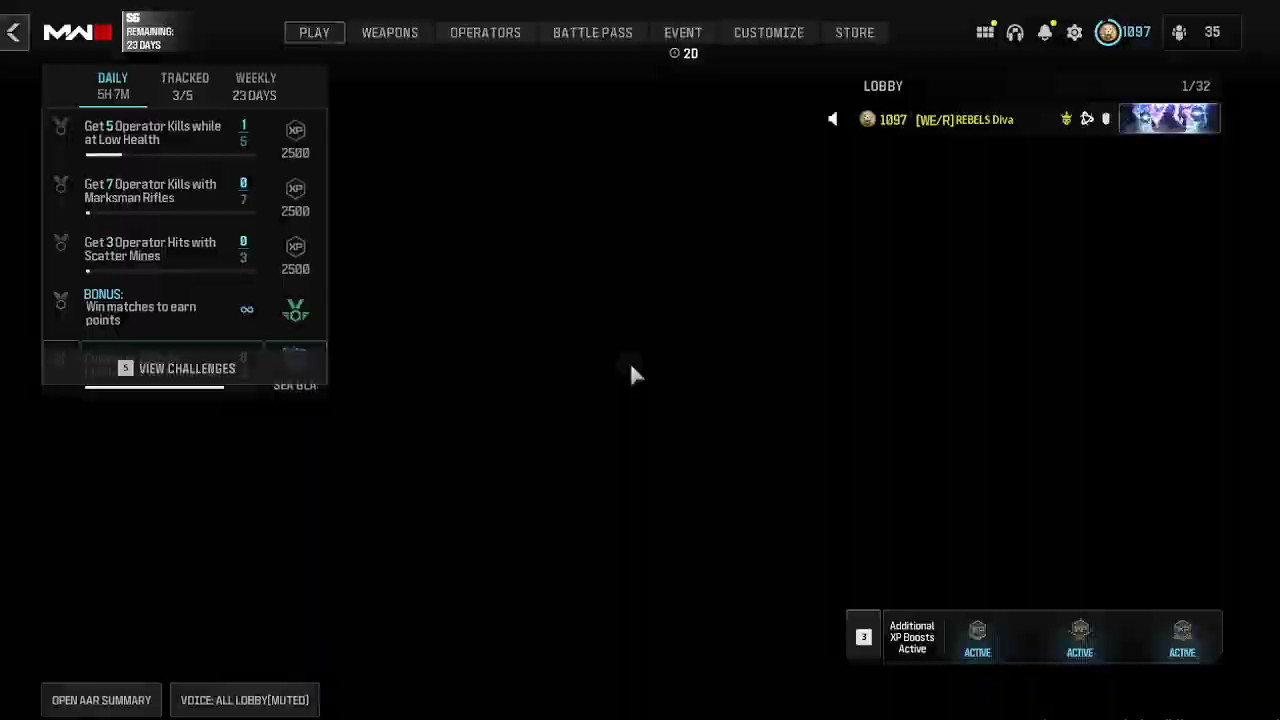 MWIII
S6
REMAINING:
23 DAYS
PLAY
WEAPONS
OPERATORS
BATTLE PASS
EVENT
2D
CUSTOMIZE
STORE
1097
35
DAILY
5H 7M
TRACKED
3/5
WEEKLY
23 DAYS
Get 5 Operator Kills while
at Low Health
1
5
XP
2500
Get 7 Operator Kills with
Marksman Rifles
0
7
XP
2500
Get 3 Operator Hits with
Scatter Mines
0
3
XP
2500
BONUS:
Win matches to earn
points
∞
5 VIEW CHALLENGES
LOBBY
1/32
1097 [WE/R]REBELS Diva
3
Additional
XP Boosts
Active
ACTIVE
ACTIVE
XP
ACTIVE
OPEN AAR SUMMARY
VOICE: ALL LOBBY(MUTED)